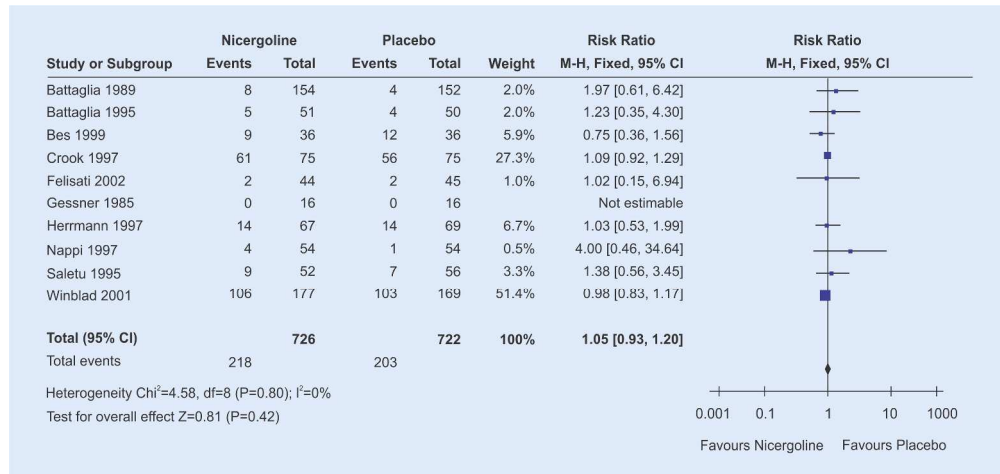 Nicergoline Placebo Risk Ratio Risk Ratio
Study or Subgroup Events Total Events Total Weight M-H, Fixed, 95% CI M-H, Fixed, 95% CI
Battaglia 1989 8 154 4 152 2.0% 1.97 [0.61, 6.42]
Battaglia 1995 5 51 4 50 2.0% 1.23 [0.35, 4.30]
Bes 1999 9 36 12 36 5.9% 0.75 [0.36, 1.56]
Crook 1997 61 75 56 75 27.3% 1.09 [0.92, 1.29]
Felisati 2002 2 44 2 45 1.0% 1.02 [0.15, 6.94]
Gessner 1985 0 16 0 16 Not estimable
Herrmann 1997 14 67 14 69 6.7% 1.03 [0.53, 1.99]
Nappi 1997 4 54 1 54 0.5% 4.00 [0.46, 34.64]
Saletu 1995 9 52 7 56 3.3% 1.38 [0.56, 3.45]
Winblad 2001 106 177 103 169 51.4% 0.98 [0.83, 1.17]
Total (95% CI) 726 722 100% 1.05 [0.93, 1.20]
Total events 218 203
Heterogeneity Chi²=4.58, df=8 (P=0.80); I²=0%
Test for overall effect Z=0.81 (P=0.42)
0.001 0.1 1 10 1000
Favours Nicergoline Favours Placebo